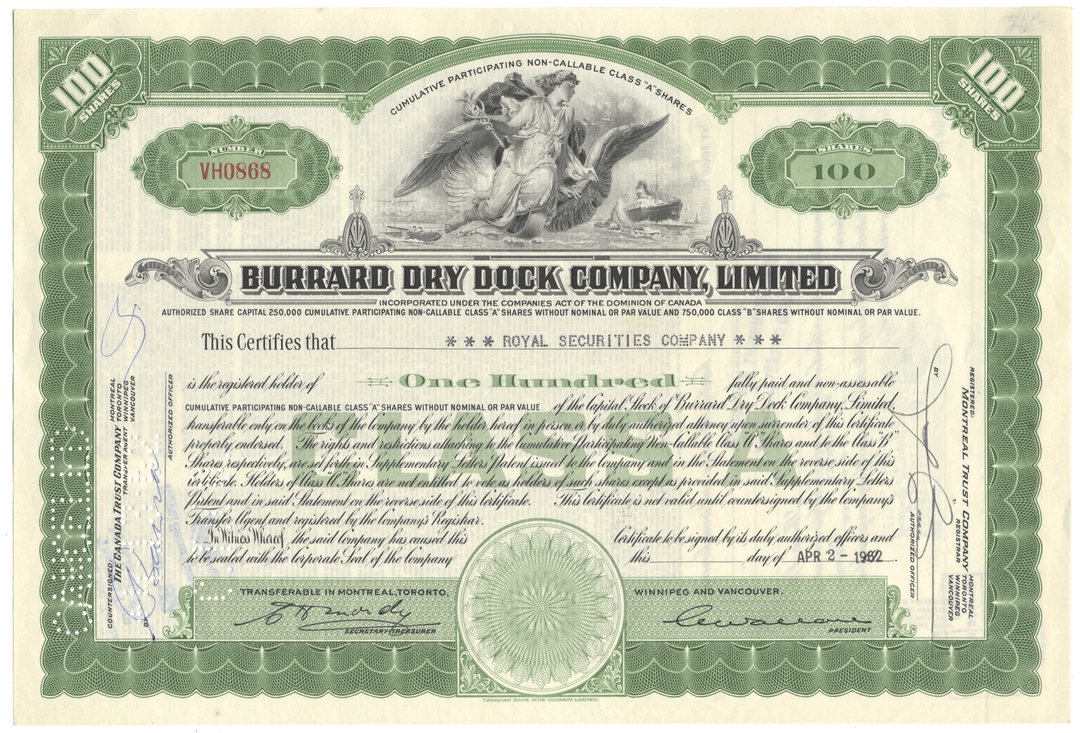 100
SHARES
CUMULATIVE PARTICIPATING NON-CALLABLE CLASS "A" SHARES
100
SHARES
NUMBER
VH0868
SHARES
100
BURRARD DRY DOCK COMPANY, LIMITED
INCORPORATED UNDER THE COMPANIES ACT OF THE DOMINION OF CANADA
AUTHORIZED SHARE CAPITAL 250,000 CUMULATIVE PARTICIPATING NON-CALLABLE CLASS "A" SHARES WITHOUT NOMINAL OR PAR VALUE AND 750,000 CLASS "B" SHARES WITHOUT NOMINAL OR PAR VALUE.
This Certifies that * * * ROYAL SECURITIES COMPANY * * *
is the registered holder of One Hundred fully paid and non-assessable
CUMULATIVE PARTICIPATING NON-CALLABLE CLASS "A" SHARES WITHOUT NOMINAL OR PAR VALUE of the Capital Stock of Burrard Dry Dock Company, Limited,
transferable only on the books of the Company by the holder hereof in person or by duly authorized attorney upon surrender of this Certificate
properly endorsed. The rights and restrictions attaching to the Cumulative Participating Non-Callable Class "A" Shares and to the Class "B"
Shares respectively, are set forth in Supplementary Letters Patent issued to the Company and in the Statement on the reverse side of this
certificate. Holders of Class "A" Shares are not entitled to vote as holders of such shares except as provided in said Supplementary Letters
Patent and in said Statement on the reverse side of this Certificate. This Certificate is not valid until countersigned by the Company's
Transfer Agent and registered by the Company's Registrar.
In Witness Whereof the said Company has caused this Certificate to be signed by its duly authorized officers and
to be sealed with the Corporate Seal of the Company this day of APR 2 - 1962.
CLASS A
TRANSFERABLE IN MONTREAL, TORONTO, WINNIPEG AND VANCOUVER.
SECRETARY-TREASURER
PRESIDENT
CANADIAN BANK NOTE COMPANY, LIMITED.
COUNTERSIGNED:
THE CANADA TRUST COMPANY
TRANSFER AGENT
MONTREAL
TORONTO
WINNIPEG
VANCOUVER
BY
AUTHORIZED OFFICER
REGISTERED:
MONTREAL TRUST COMPANY
REGISTRAR
MONTREAL
TORONTO
WINNIPEG
VANCOUVER
BY
AUTHORIZED OFFICER